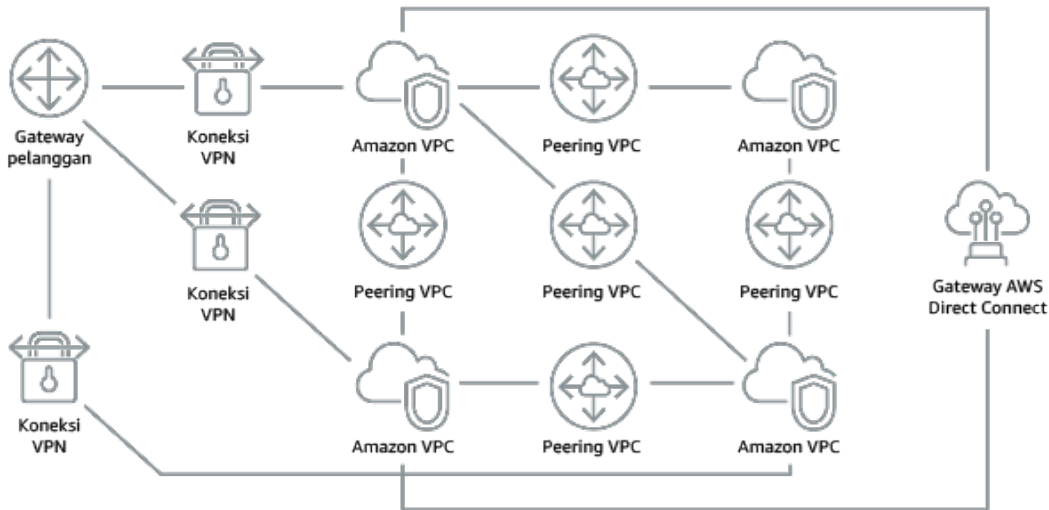 Gateway
pelanggan
Koneksi
VPN
Amazon VPC
Peering VPC
Amazon VPC
Koneksi
VPN
Peering VPC
Peering VPC
Peering VPC
Gateway AWS
Direct Connect
Koneksi
VPN
Amazon VPC
Peering VPC
Amazon VPC